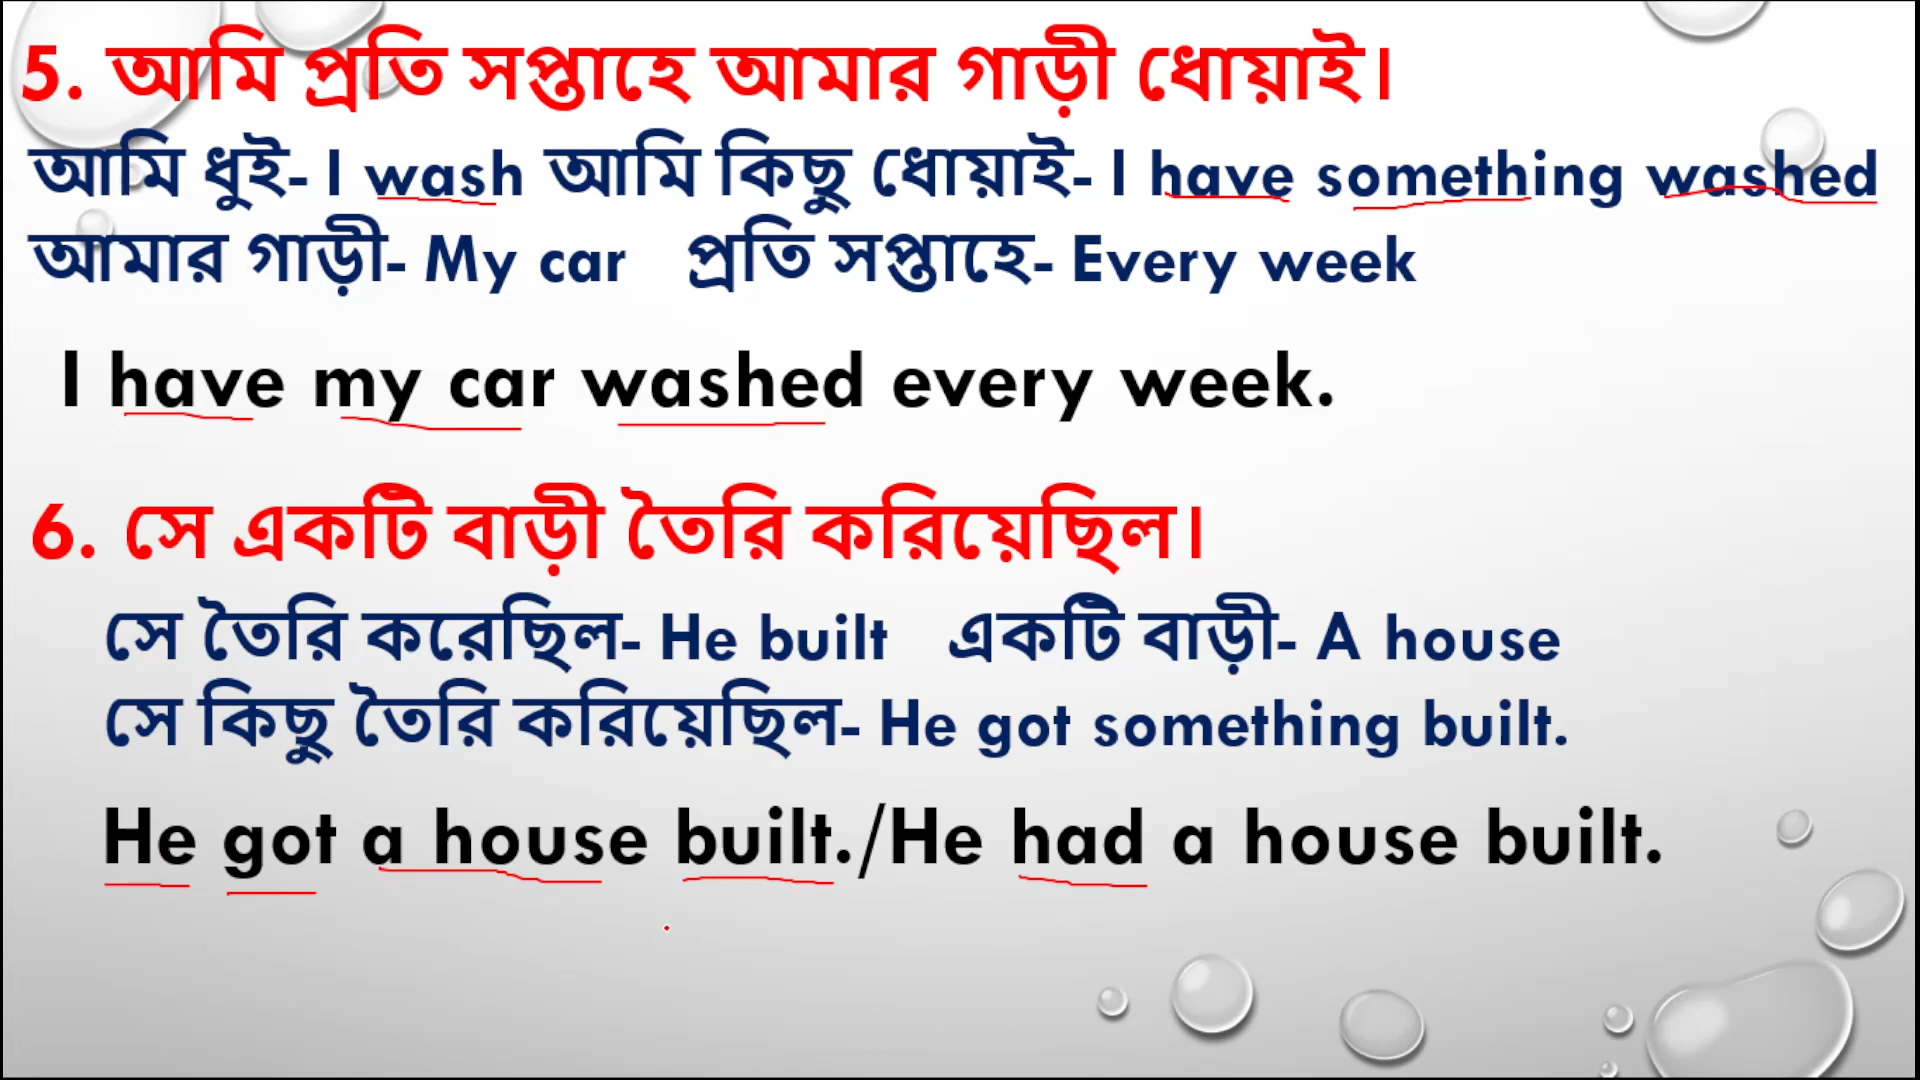 5. আমি প্রতি সপ্তাহে আমার গাড়ী ধোয়াই।
আমি ধুই- I wash আমি কিছু ধোয়াই- I have something washed
আমার গাড়ী- My car প্রতি সপ্তাহে- Every week
I have my car washed every week.
6. সে একটি বাড়ী তৈরি করিয়েছিল।
সে তৈরি করেছিল- He built একটি বাড়ী- A house
সে কিছু তৈরি করিয়েছিল- He got something built.
He got a house built./He had a house built.